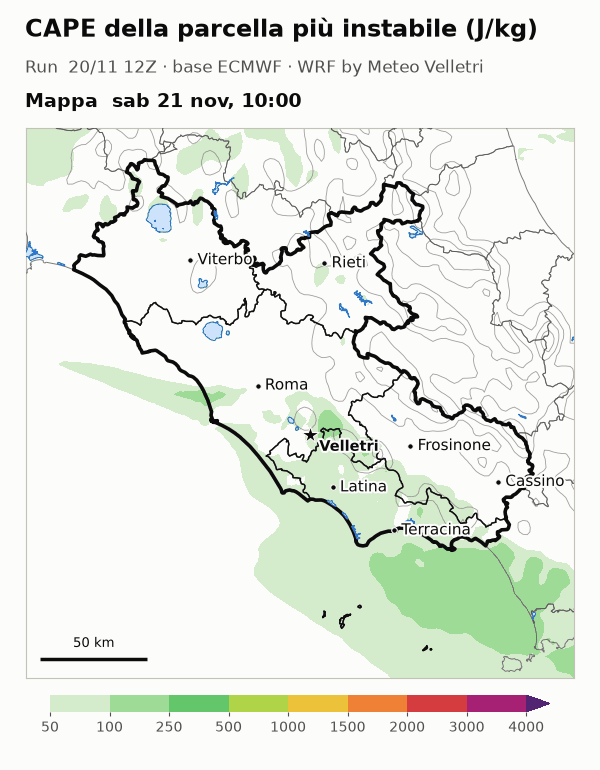 CAPE della parcella più instabile (J/kg)
Run 20/11 12Z · base ECMWF · WRF by Meteo Velletri
Mappa sab 21 nov, 10:00
Viterbo
Rieti
Roma
Velletri
Frosinone
Latina
Cassino
Terracina
50 km
50 100 250 500 1000 1500 2000 3000 4000